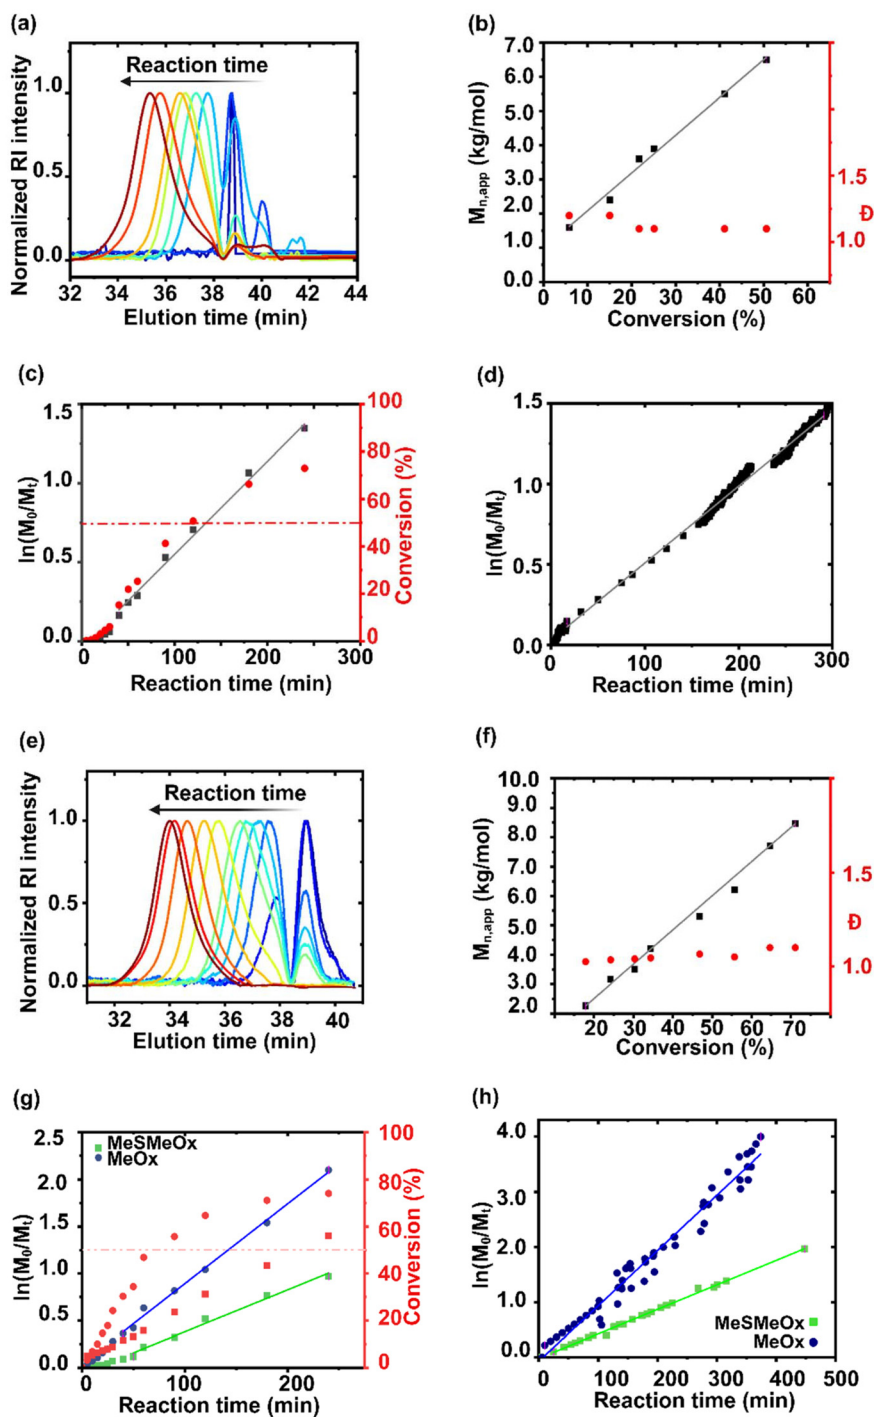 (a)
Normalized RI intensity
1.0
0.5
0.0
Reaction time
32 34 36 38 40 42 44
Elution time (min)
(b)
Mn,app (kg/mol)
7.0
6.0
5.0
4.0
3.0
2.0
1.0
0.0
1.5
1.0
Đ
0 10 20 30 40 50 60
Conversion (%)
(c)
ln(M0/Mt)
1.5
1.0
0.5
0.0
100
80
60
40
20
0
Conversion (%)
0 100 200 300
Reaction time (min)
(d)
ln(M0/Mt)
1.5
1.0
0.5
0.0
0 100 200 300
Reaction time (min)
(e)
Normalized RI intensity
1.0
0.5
0.0
Reaction time
32 34 36 38 40
Elution time (min)
(f)
Mn,app (kg/mol)
10.0
9.0
8.0
7.0
6.0
5.0
4.0
3.0
2.0
1.5
1.0
Đ
20 30 40 50 60 70
Conversion (%)
(g)
ln(M0/Mt)
2.5
2.0
1.5
1.0
0.5
0.0
MeSMeOx
MeOx
100
80
60
40
20
0
Conversion (%)
0 100 200
Reaction time (min)
(h)
ln(M0/Mt)
4.0
3.0
2.0
1.0
0.0
MeSMeOx
MeOx
0 100 200 300 400 500
Reaction time (min)